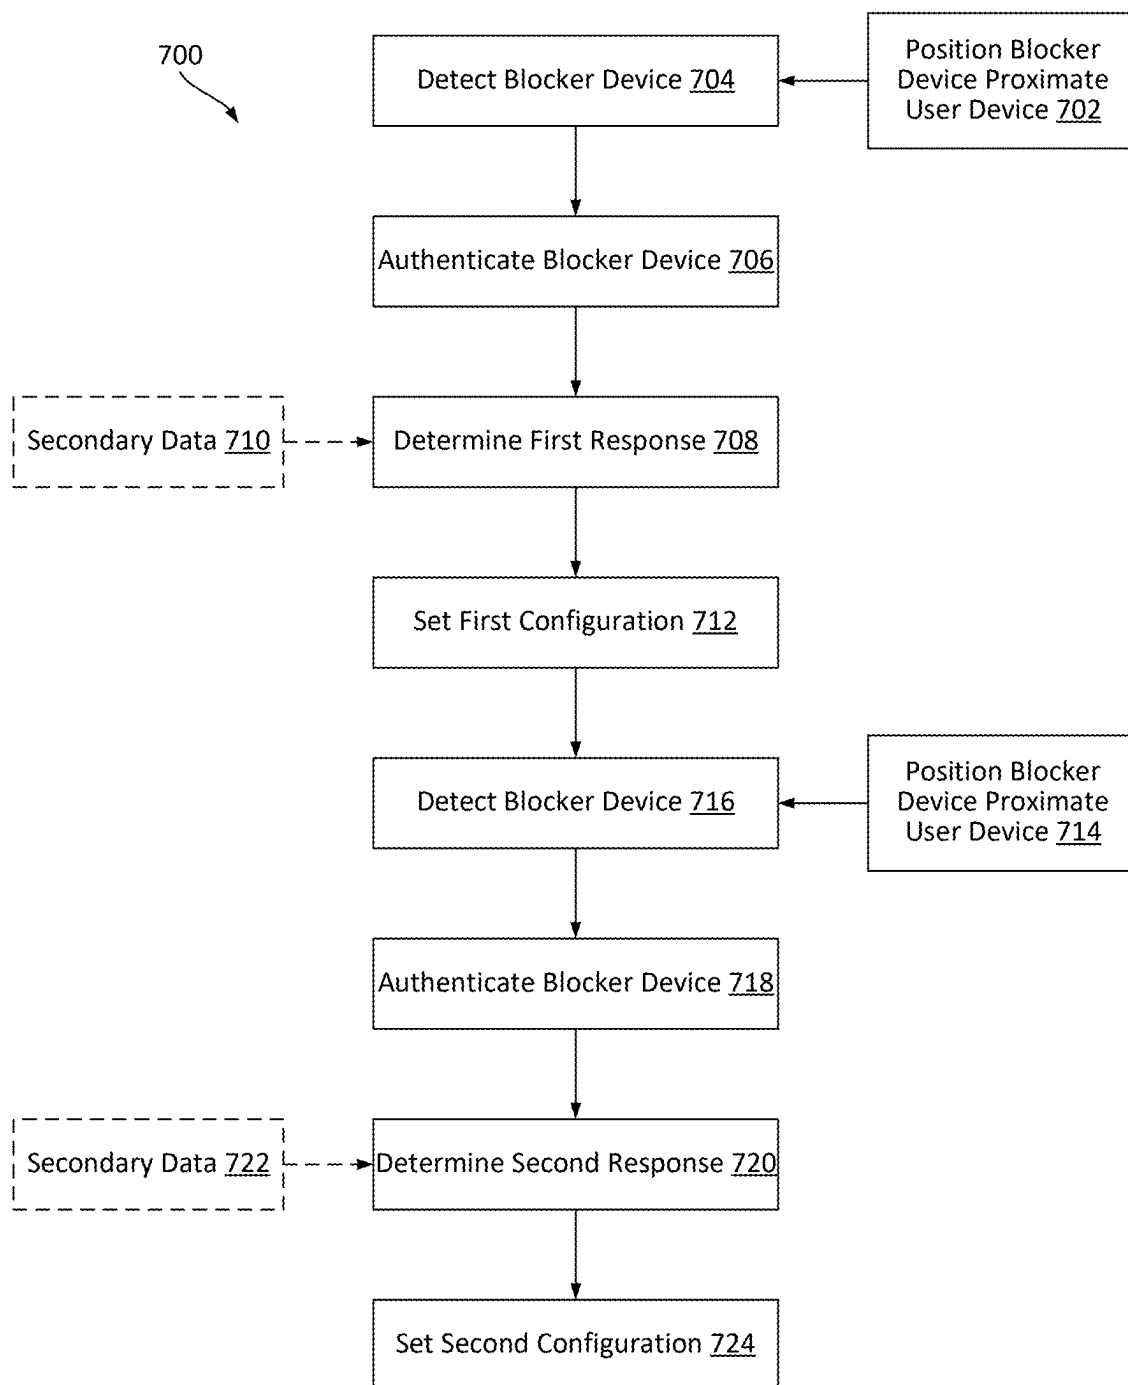 700
Detect Blocker Device 704
Position Blocker
Device Proximate
User Device 702
Authenticate Blocker Device 706
Secondary Data 710
Determine First Response 708
Set First Configuration 712
Detect Blocker Device 716
Position Blocker
Device Proximate
User Device 714
Authenticate Blocker Device 718
Secondary Data 722
Determine Second Response 720
Set Second Configuration 724